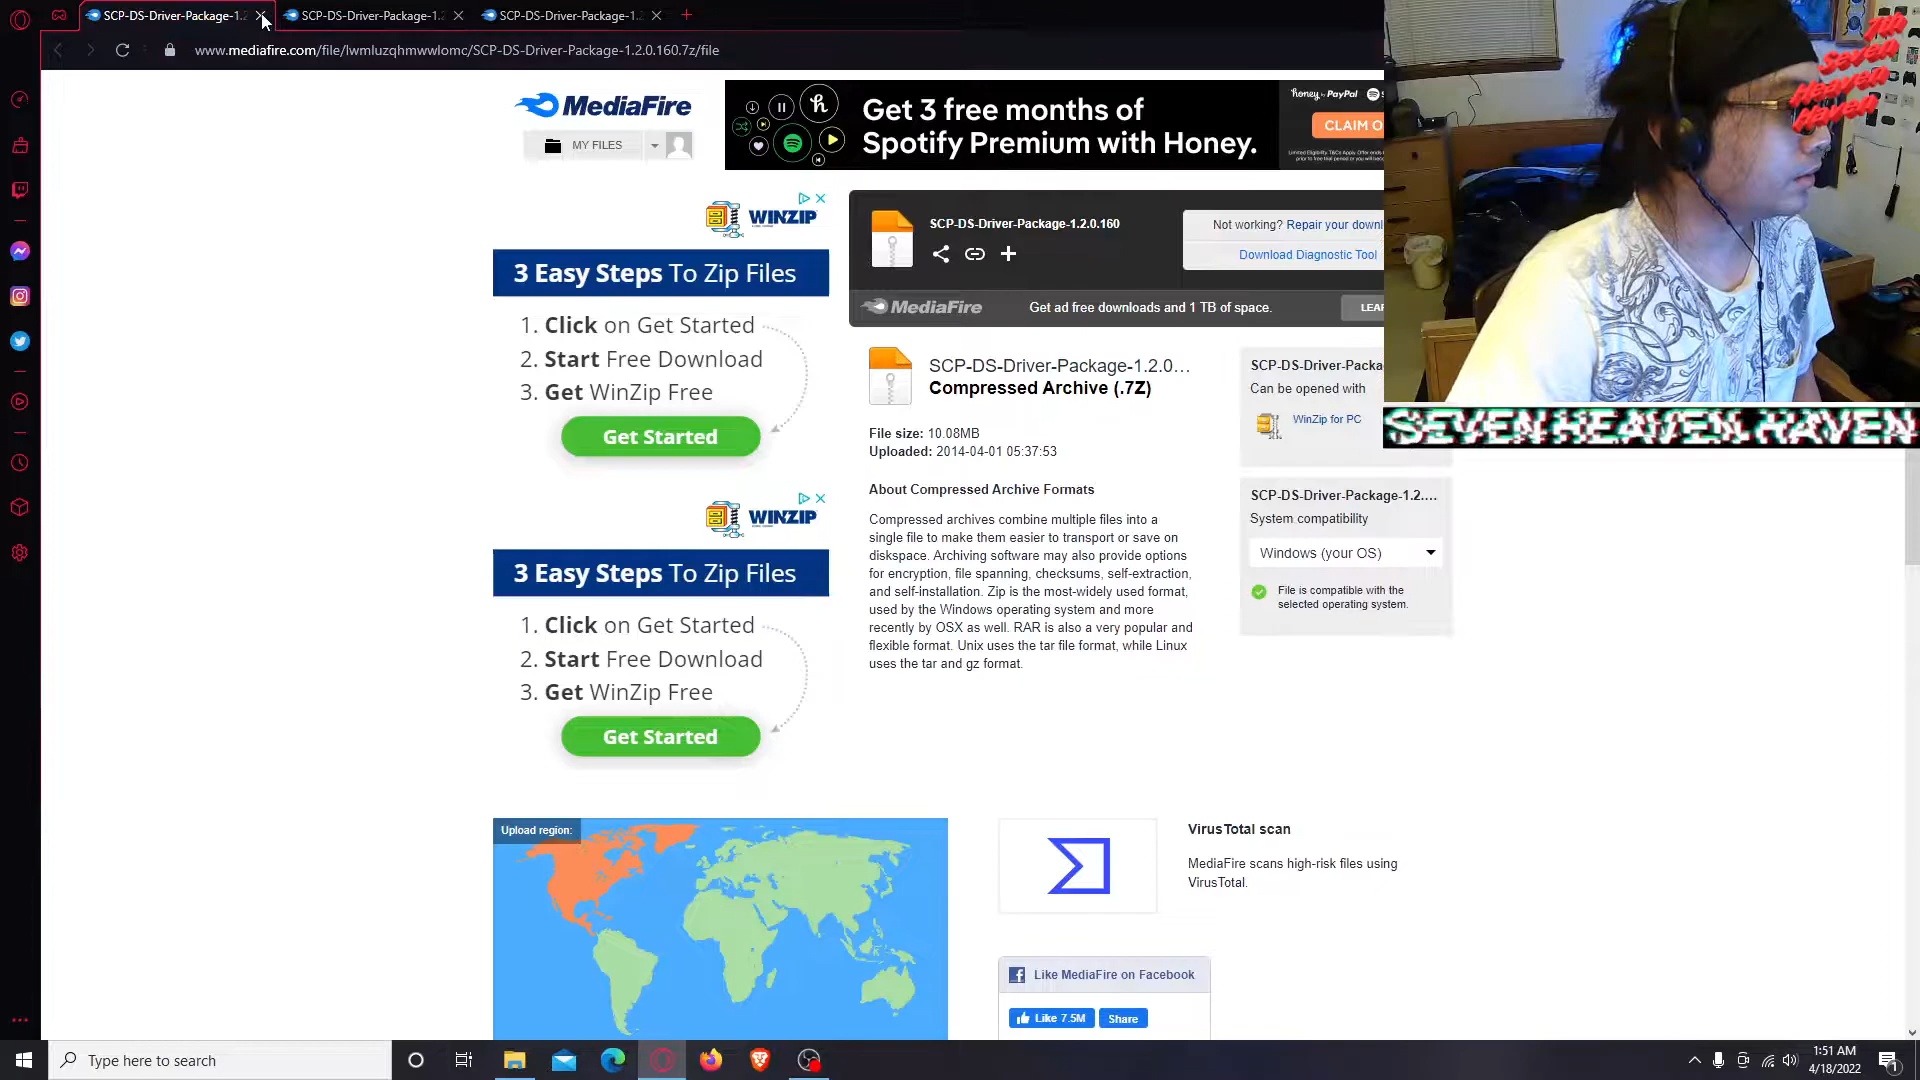 SCP-DS-Driver-Package-1.2
SCP-DS-Driver-Package-1.2.
SCP-DS-Driver-Package-1.2.
www.mediafire.com/file/lwmluzqhmwwlomc/SCP-DS-Driver-Package-1.2.0.160.7z/file
MediaFire
MY FILES
Get 3 free months of
Spotify Premium with Honey.
honey by PayPal
CLAIM O
WINZIP
3 Easy Steps To Zip Files
1. Click on Get Started
2. Start Free Download
3. Get WinZip Free
Get Started
SCP-DS-Driver-Package-1.2.0.160
Not working? Repair your downl
Download Diagnostic Tool
MediaFire
Get ad free downloads and 1 TB of space.
LEAR
SCP-DS-Driver-Package-1.2.0...
Compressed Archive (.7Z)
File size: 10.08MB
Uploaded: 2014-04-01 05:37:53
About Compressed Archive Formats
Compressed archives combine multiple files into a
single file to make them easier to transport or save on
diskspace. Archiving software may also provide options
for encryption, file spanning, checksums, self-extraction,
and self-installation. Zip is the most-widely used format,
used by the Windows operating system and more
recently by OSX as well. RAR is also a very popular and
flexible format. Unix uses the tar file format, while Linux
uses the tar and gz format.
SCP-DS-Driver-Packa
Can be opened with
WinZip for PC
SEVEN HEAVEN HAVEN
SCP-DS-Driver-Package-1.2....
System compatibility
Windows (your OS)
File is compatible with the
selected operating system.
WINZIP
3 Easy Steps To Zip Files
1. Click on Get Started
2. Start Free Download
3. Get WinZip Free
Get Started
Upload region:
VirusTotal scan
MediaFire scans high-risk files using
VirusTotal.
Like MediaFire on Facebook
Like 7.5M
Share
Type here to search
1:51 AM
4/18/2022
1